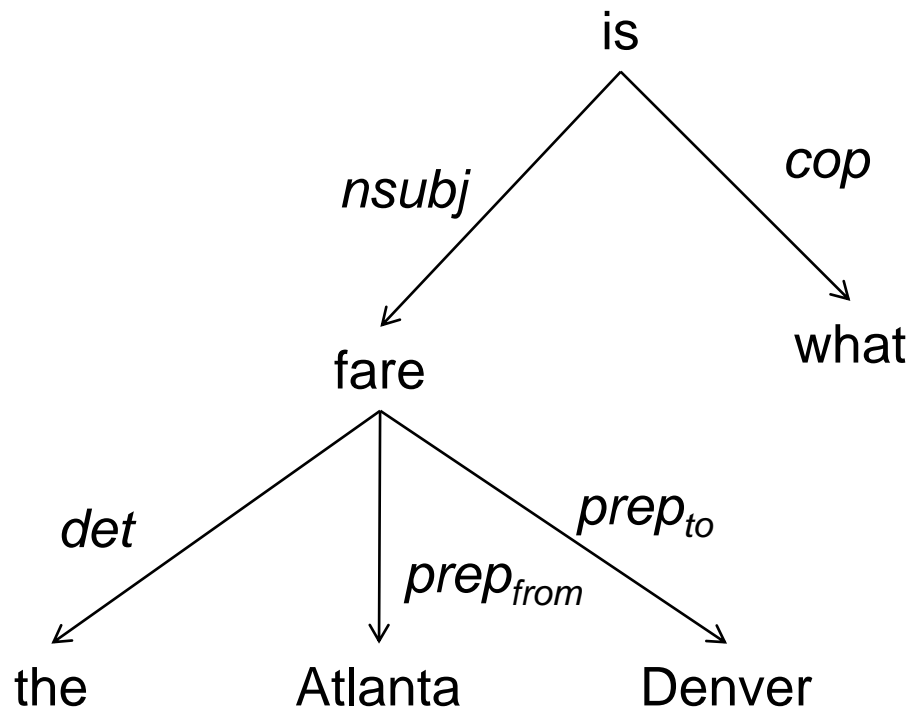 is
cop
nsubj
what
fare
prep_to
det
prep_from
the Atlanta Denver